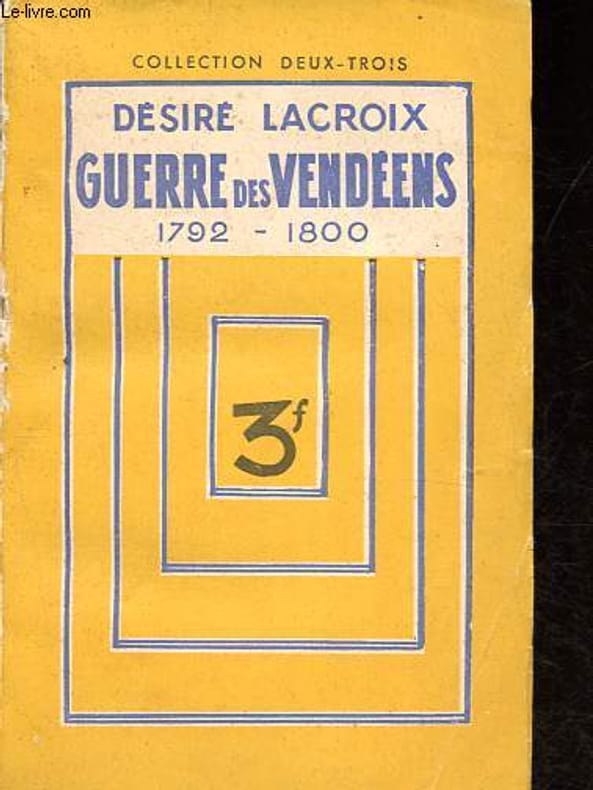 Le-livre.com
COLLECTION DEUX-TROIS
DÉSIRÉ LACROIX
GUERRE DES VENDÉENS
1792 - 1800
3f